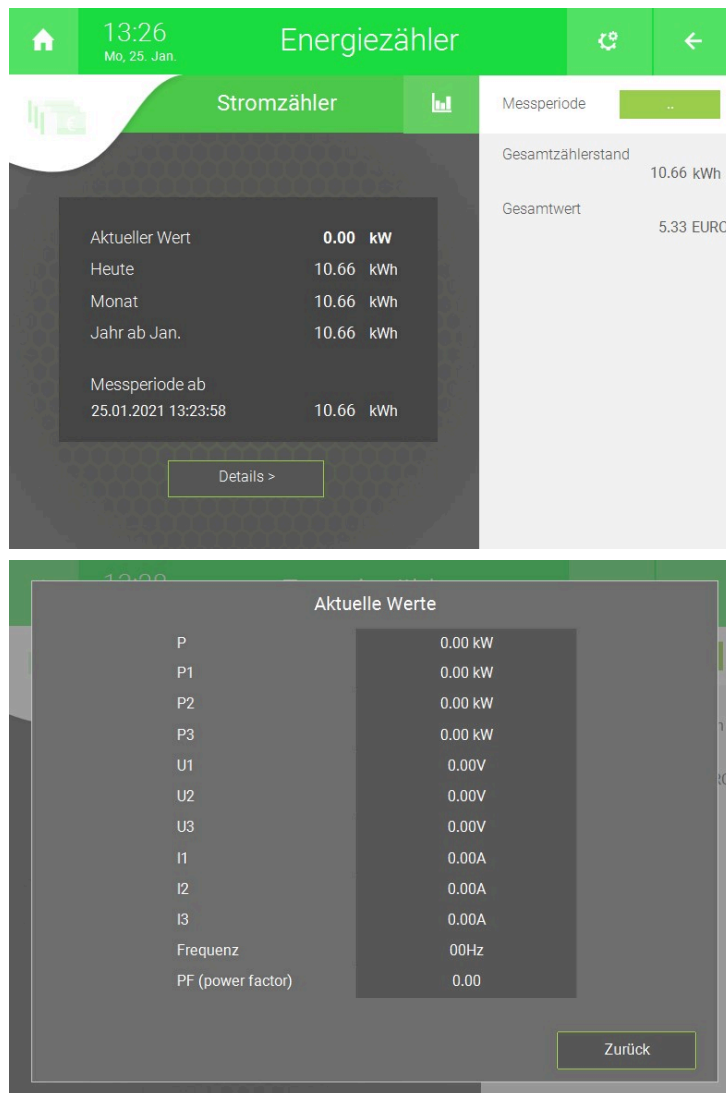 13:26
Energiezähler
Mo, 25. Jan.
Stromzähler
Messperiode ..
Gesamtzählerstand
10.66 kWh
Gesamtwert
5.33 EURO
Aktueller Wert 0.00 kW
Heute 10.66 kWh
Monat 10.66 kWh
Jahr ab Jan. 10.66 kWh
Messperiode ab
25.01.2021 13:23:58 10.66 kWh
Details >
Aktuelle Werte
P 0.00 kW
P1 0.00 kW
P2 0.00 kW
P3 0.00 kW
U1 0.00V
U2 0.00V
U3 0.00V
I1 0.00A
I2 0.00A
I3 0.00A
Frequenz 00Hz
PF (power factor) 0.00
Zurück